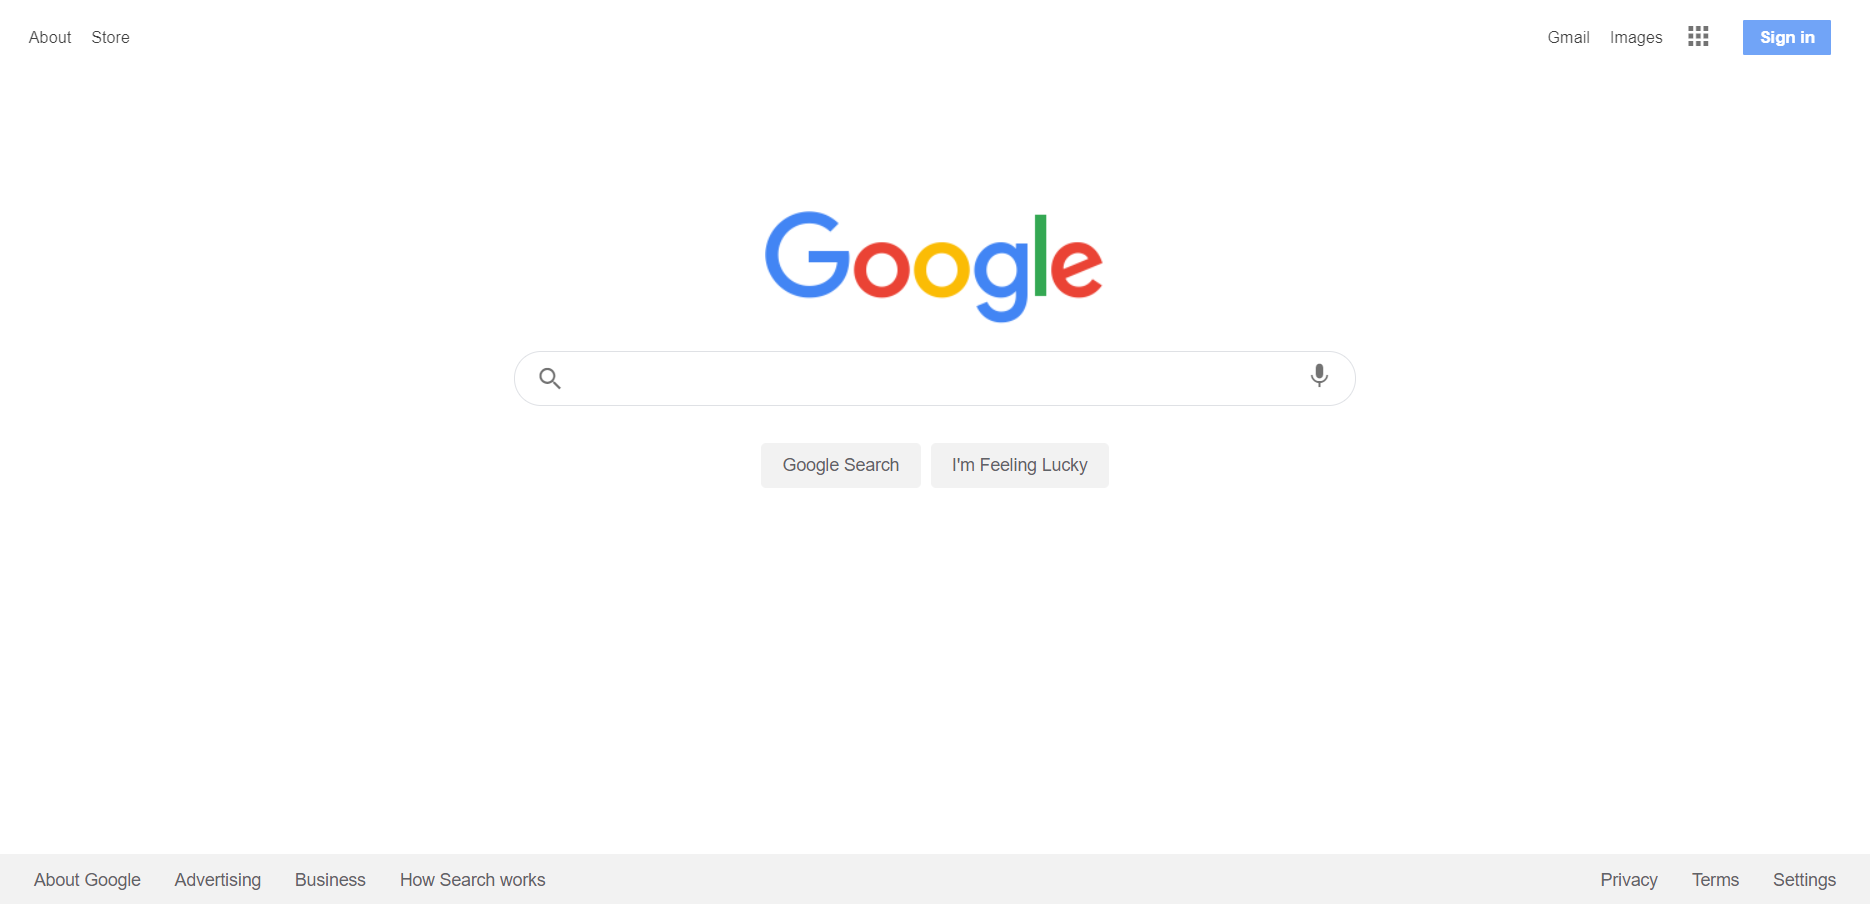 About Store Gmail Images Sign in
Google
Google Search I'm Feeling Lucky
About Google Advertising Business How Search works Privacy Terms Settings